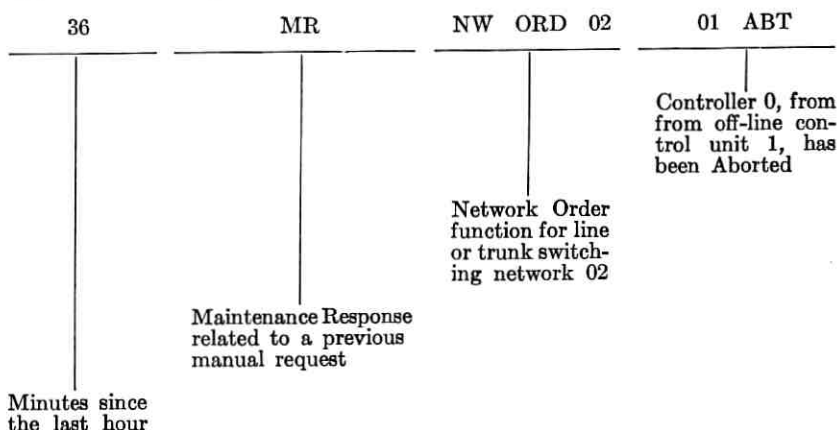 36 MR NW ORD 02 01 ABT
Controller 0, from
from off-line con-
trol unit 1, has
been Aborted
Network Order
function for line
or trunk switch-
ing network 02
Maintenance Response
related to a previous
manual request
Minutes since
the last hour